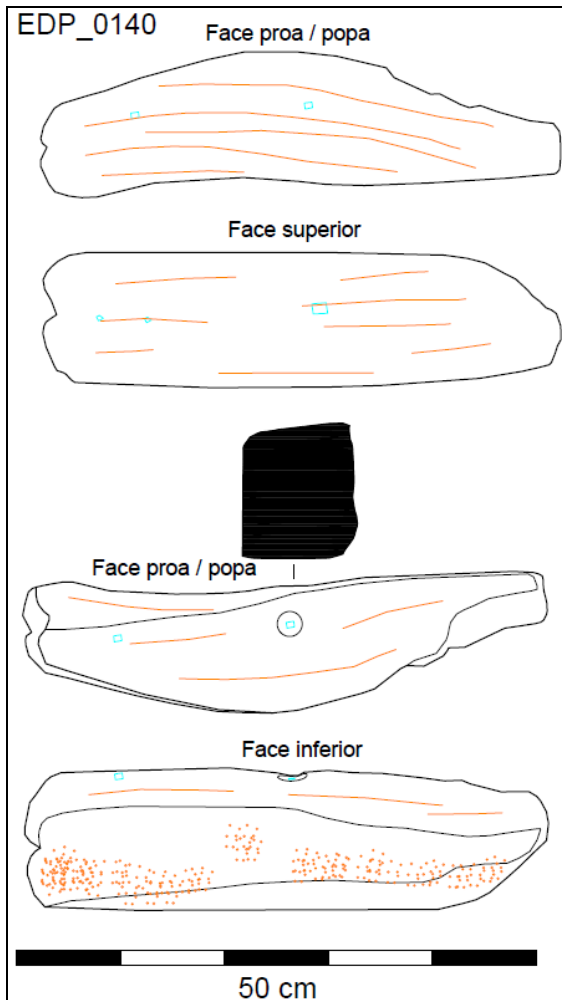 EDP_0140
Face proa / popa
Face superior
Face proa / popa
Face inferior
50 cm